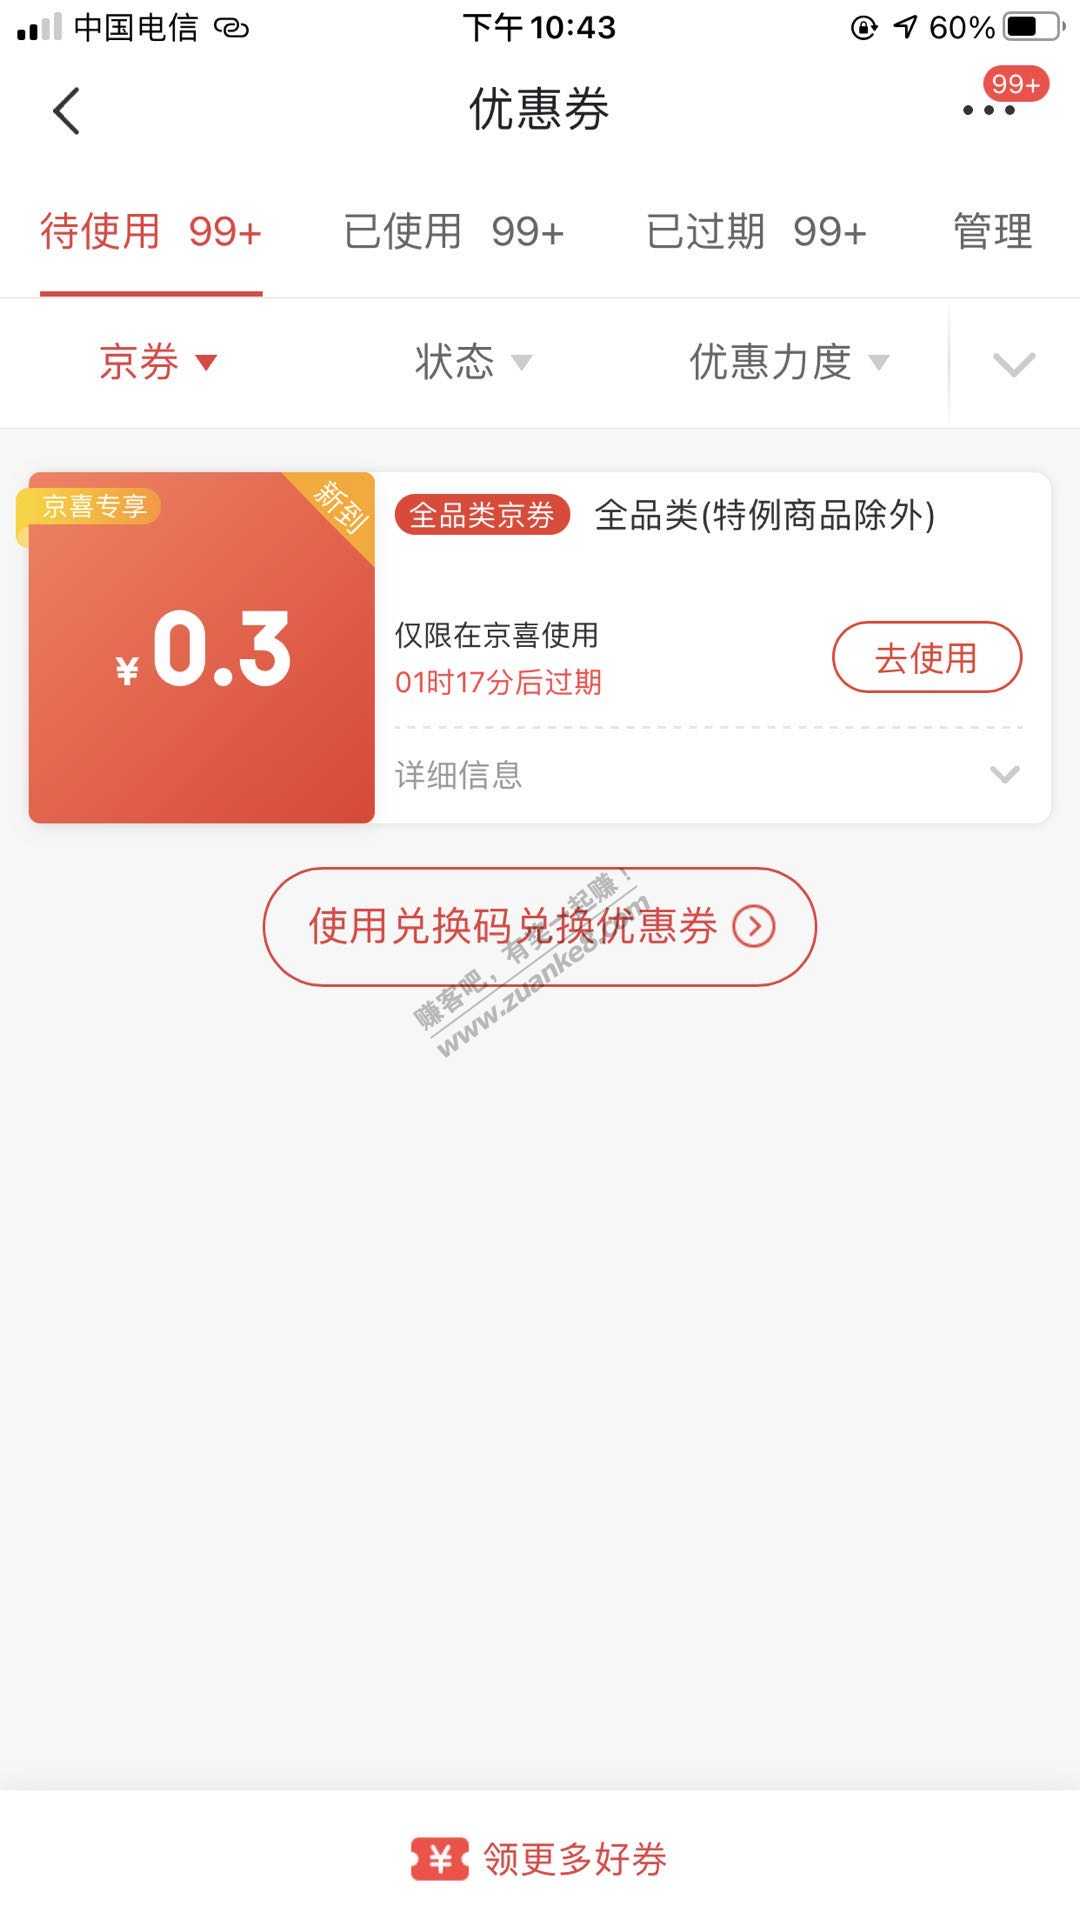 中国电信 下午10:43 60%
优惠券 99+
待使用 99+ 已使用 99+ 已过期 99+ 管理
京券 状态 优惠力度
京喜专享
新到
¥0.3
全品类京券 全品类(特例商品除外)
仅限在京喜使用
01时17分后过期
去使用
详细信息
使用兑换码兑换优惠券
赚客吧，有奖一起赚！
www.zuanke8.com
¥ 领更多好券